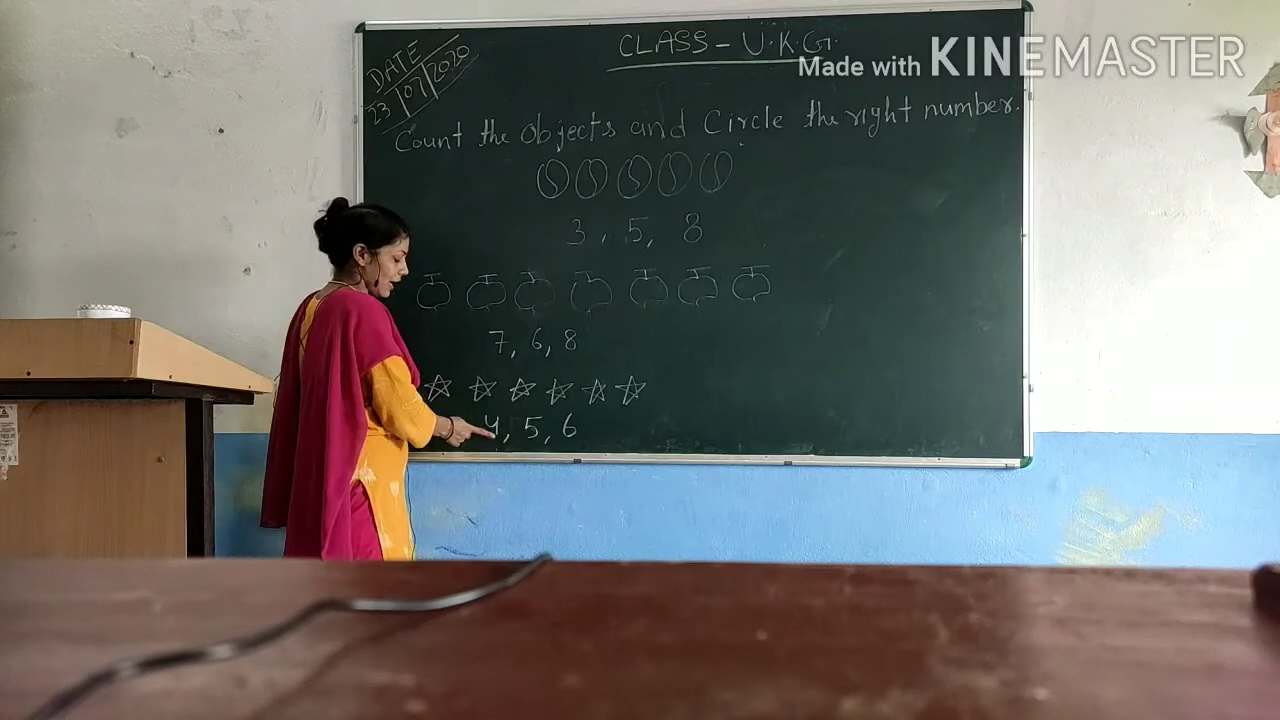 DATE
23/07/2020
CLASS - U.K.G.
Made with KINEMASTER
Count the objects and Circle the right number.
3, 5, 8
7, 6, 8
4, 5, 6